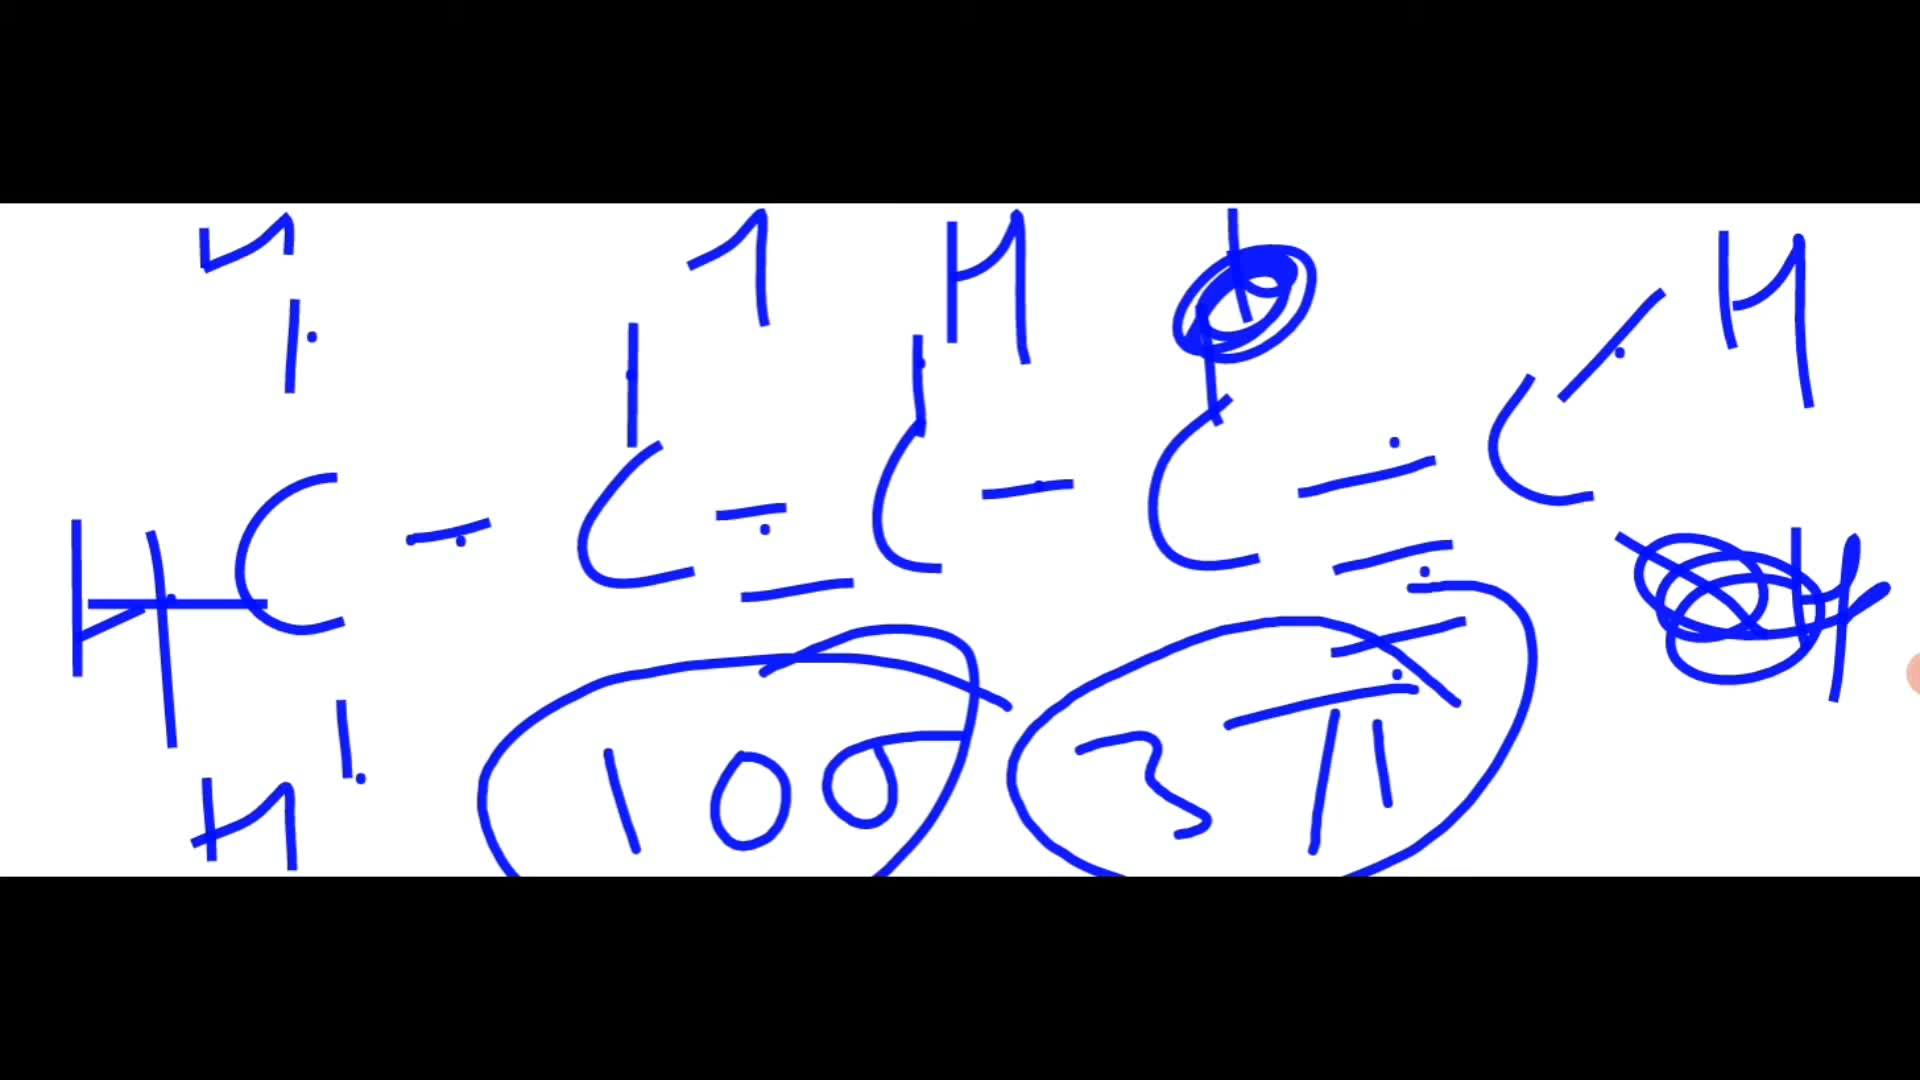 H H H H
C - C = C - C ≡ C
H H
H
10σ 3π